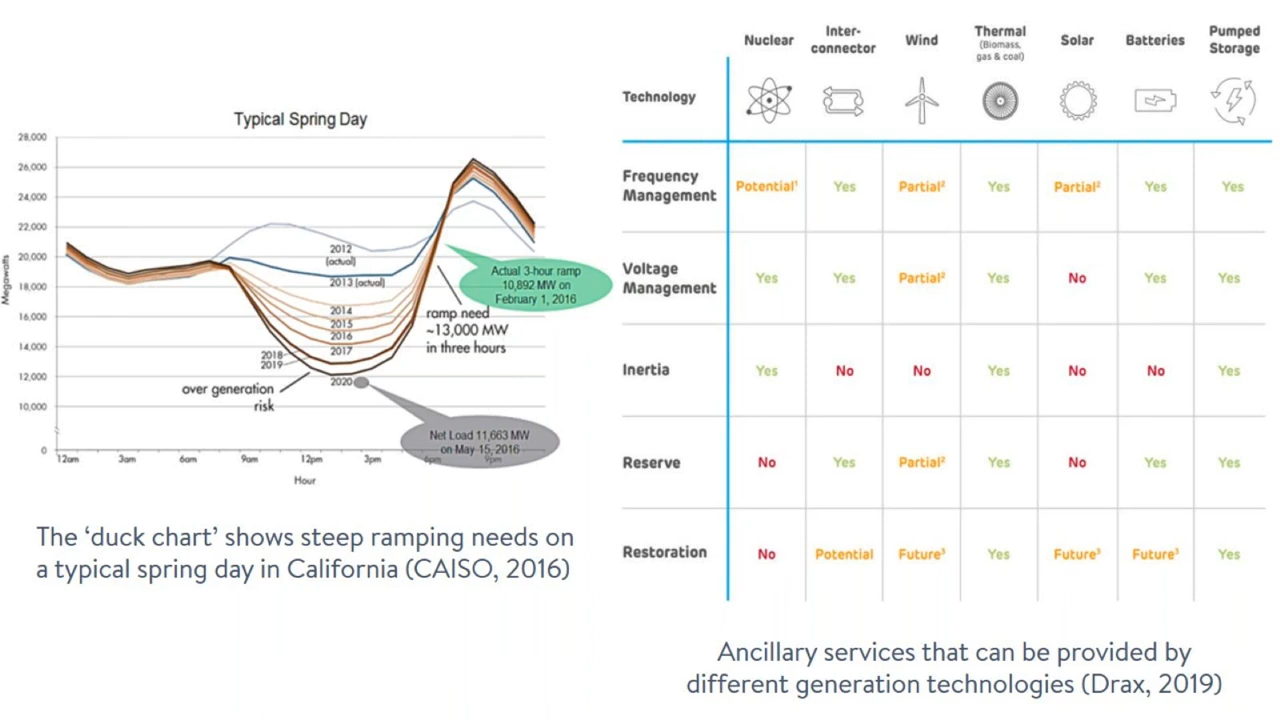 Typical Spring Day
Megawatts
28,000
26,000
24,000
22,000
20,000
18,000
16,000
14,000
12,000
10,000
0
2012
(actual)
2013 (actual)
2014
2015
2016
2017
2018
2019
2020
over generation
risk
ramp need
~13,000 MW
in three hours
Actual 3-hour ramp
10,892 MW on
February 1, 2016
Net Load 11,663 MW
on May 15, 2016
12am 3am 6am 9am 12pm 3pm 6pm 9pm
Hour
The ‘duck chart’ shows steep ramping needs on
a typical spring day in California (CAISO, 2016)
Technology
Nuclear
Inter-
connector
Wind
Thermal
(Biomass,
gas & coal)
Solar
Batteries
Pumped
Storage
Frequency
Management
Potential¹ Yes Partial² Yes Partial² Yes Yes
Voltage
Management
Yes Yes Partial² Yes No Yes Yes
Inertia Yes No No Yes No No Yes
Reserve No Yes Partial² Yes No Yes Yes
Restoration No Potential Future³ Yes Future³ Future³ Yes
Ancillary services that can be provided by
different generation technologies (Drax, 2019)